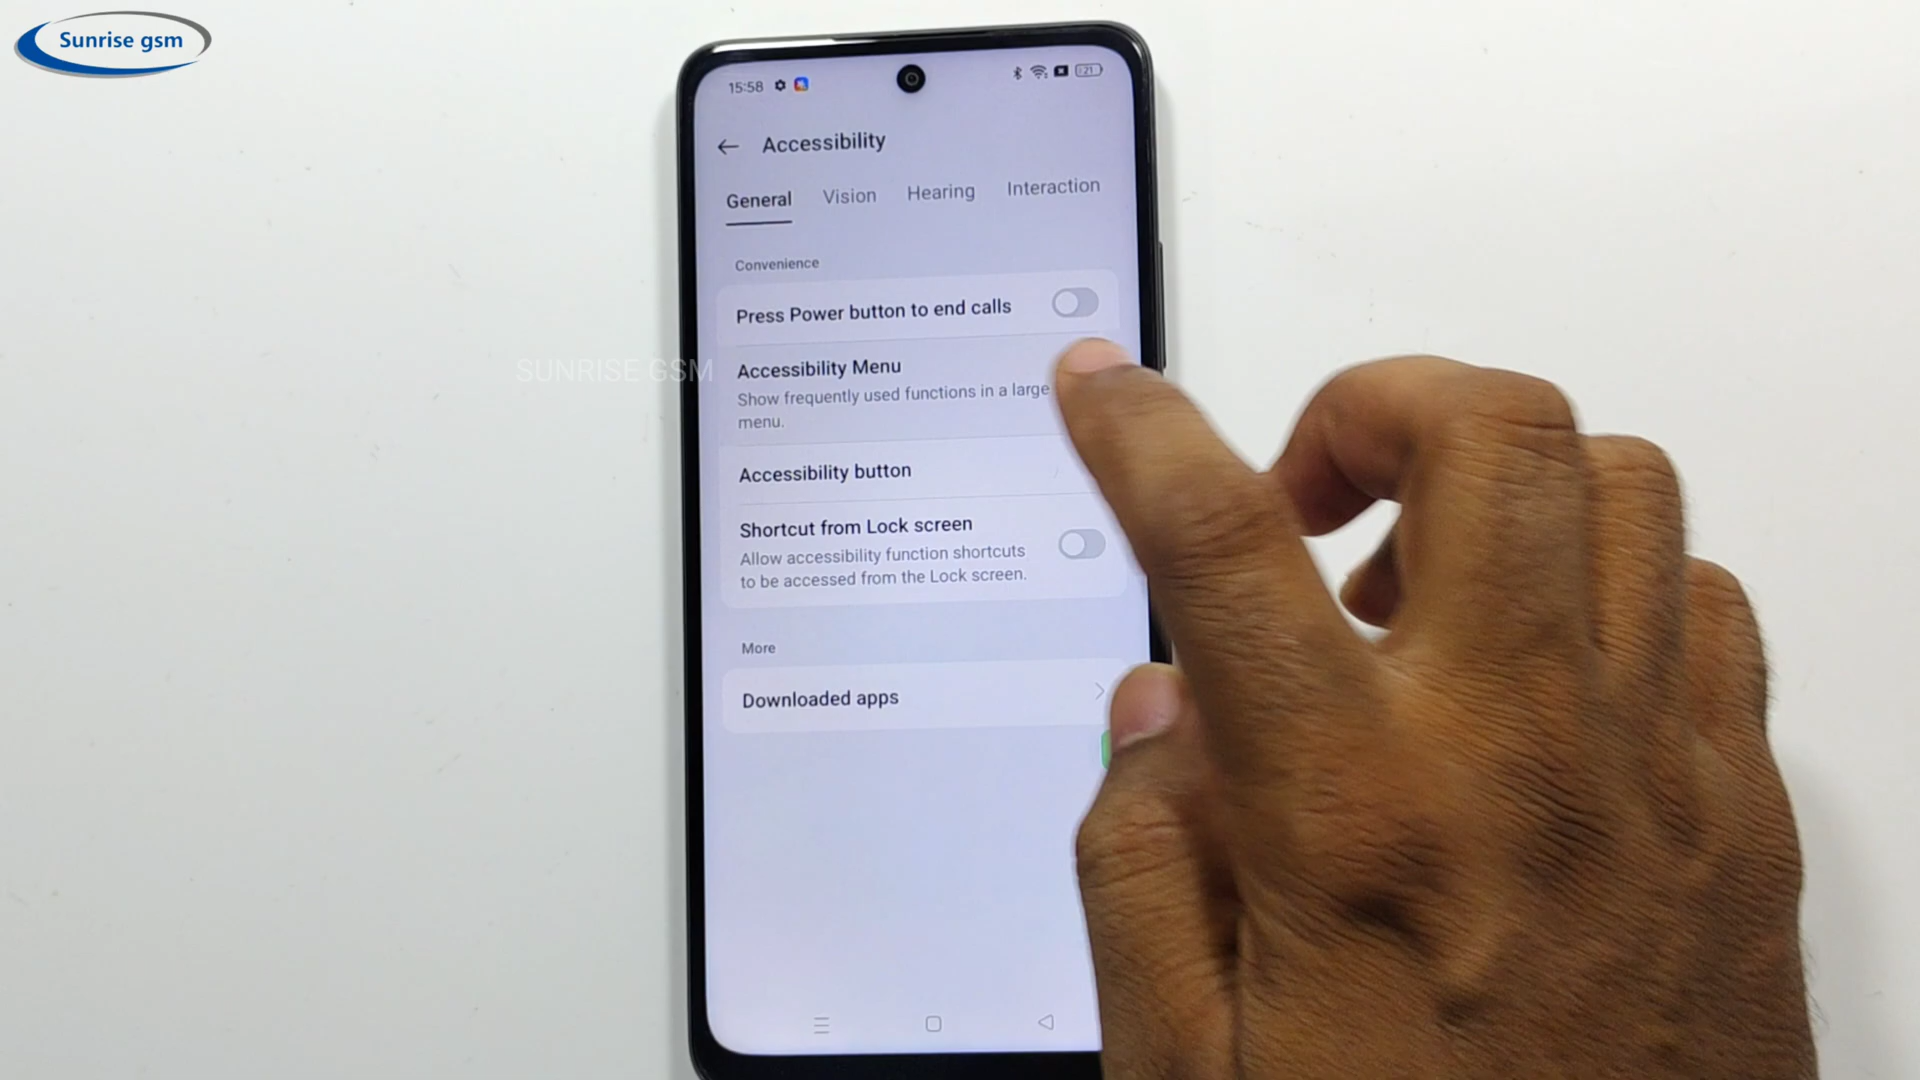 Sunrise gsm
15:58
21
Accessibility
General Vision Hearing Interaction
Convenience
Press Power button to end calls
Accessibility Menu
Show frequently used functions in a large
menu.
SUNRISE GSM
Accessibility button
Shortcut from Lock screen
Allow accessibility function shortcuts
to be accessed from the Lock screen.
More
Downloaded apps